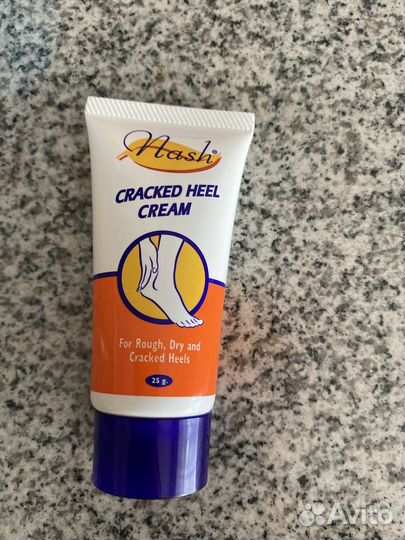 Nash®
CRACKED HEEL
CREAM
For Rough, Dry and
Cracked Heels
25 g.
Avito